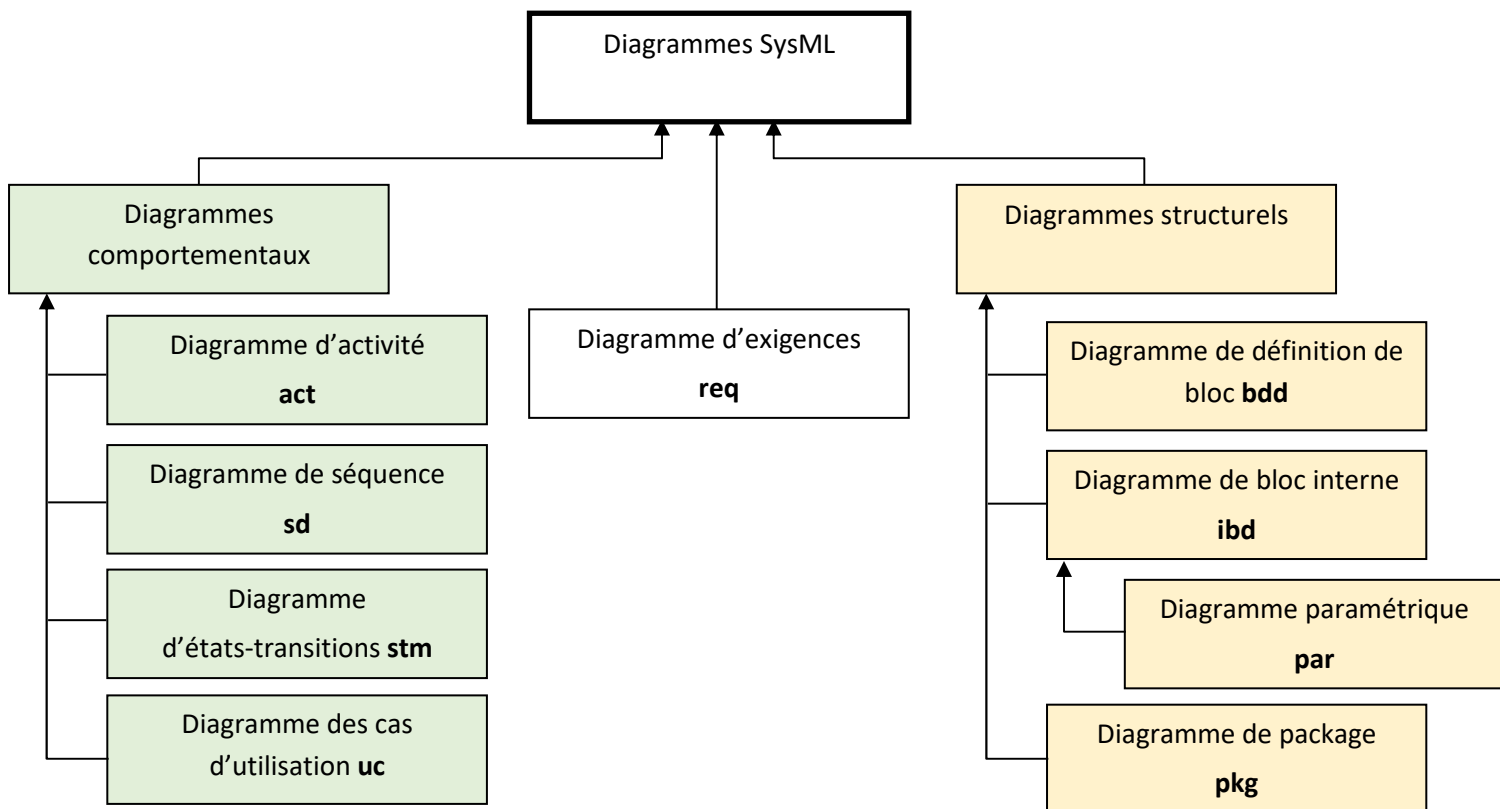 Diagrammes SysML
Diagrammes
comportementaux
Diagramme d’activité
act
Diagramme de séquence
sd
Diagramme
d’états-transitions stm
Diagramme des cas
d’utilisation uc
Diagramme d’exigences
req
Diagrammes structurels
Diagramme de définition de
bloc bdd
Diagramme de bloc interne
ibd
Diagramme paramétrique
par
Diagramme de package
pkg